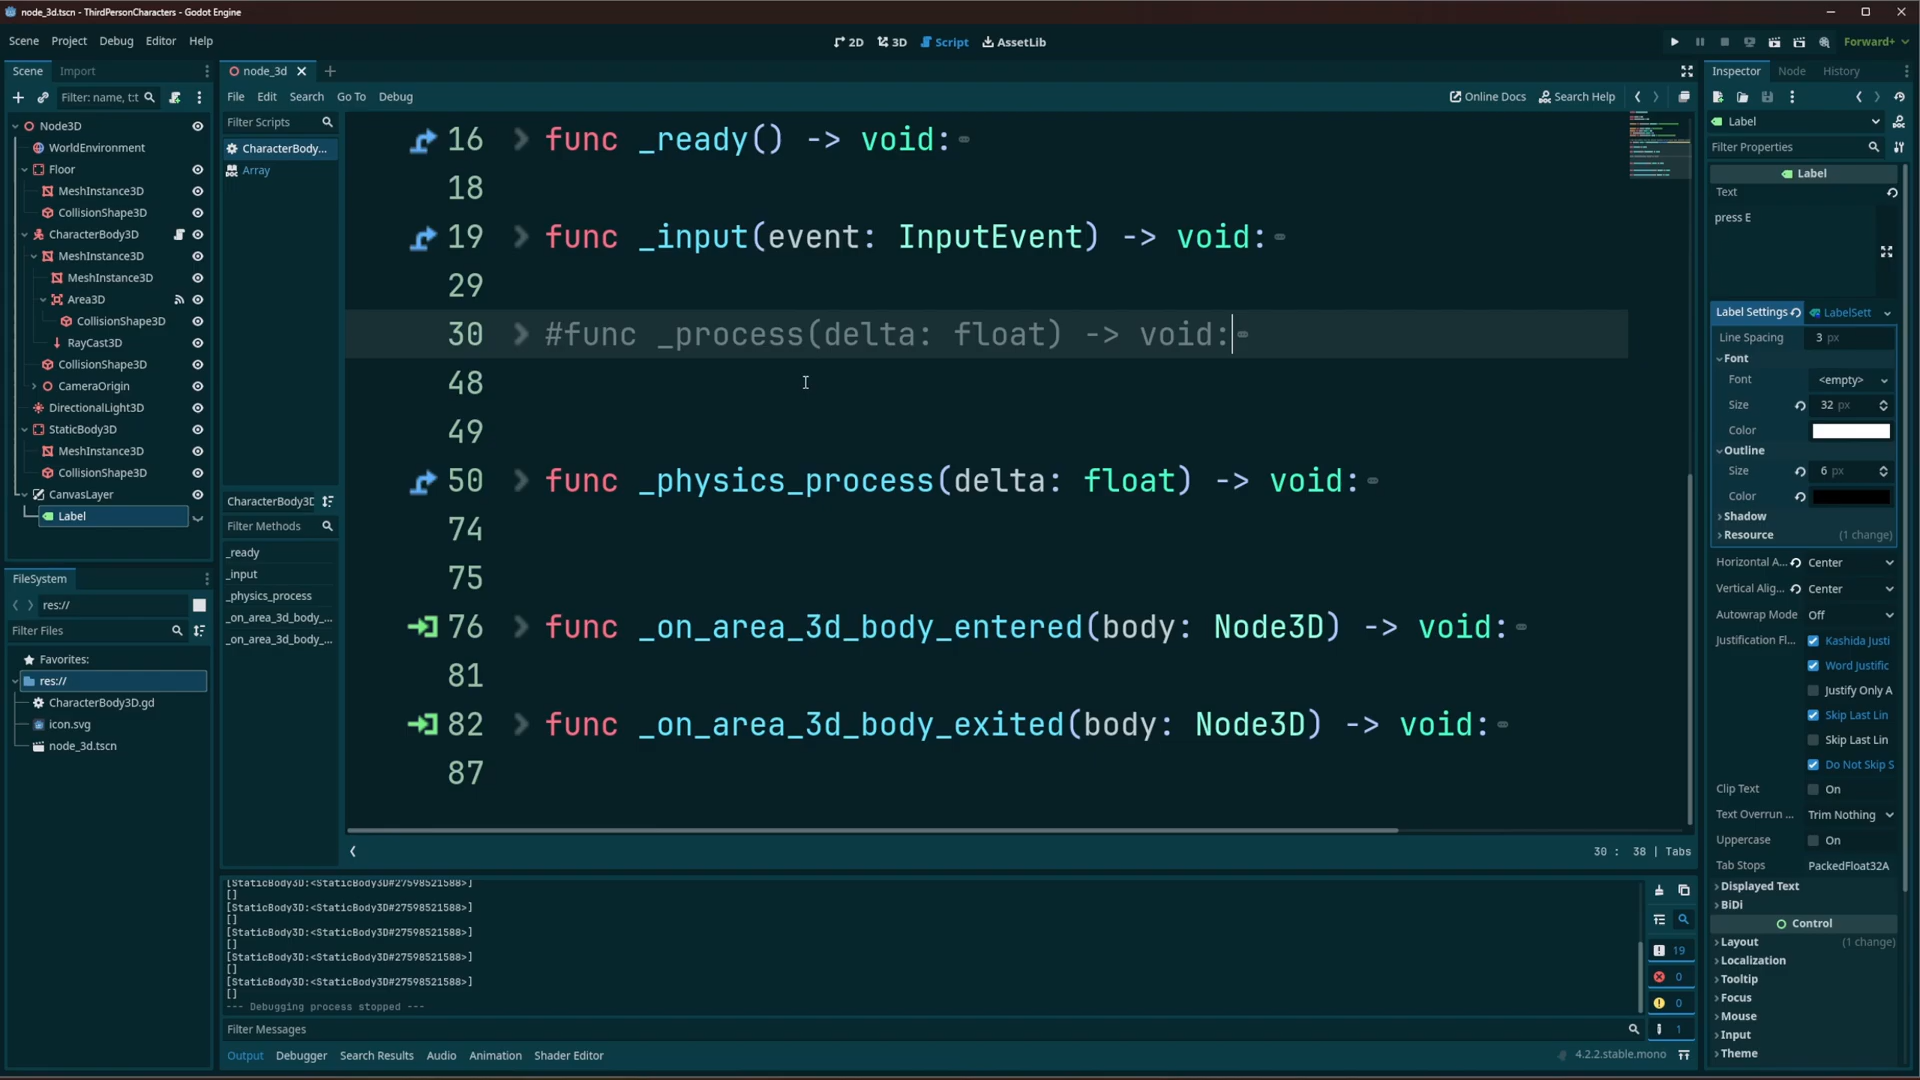 node_3d.tscn - ThirdPersonCharacters - Godot Engine
Scene Project Debug Editor Help
2D 3D Script AssetLib
Forward+
Scene Import
Filter: name, t:t
Node3D
WorldEnvironment
Floor
MeshInstance3D
CollisionShape3D
CharacterBody3D
MeshInstance3D
MeshInstance3D
Area3D
CollisionShape3D
RayCast3D
CollisionShape3D
CameraOrigin
DirectionalLight3D
StaticBody3D
MeshInstance3D
CollisionShape3D
CanvasLayer
Label
FileSystem
res://
Filter Files
Favorites:
res://
CharacterBody3D.gd
icon.svg
node_3d.tscn
node_3d
File Edit Search Go To Debug
Online Docs Search Help
Filter Scripts
CharacterBody...
Array
CharacterBody3D
Filter Methods
_ready
_input
_physics_process
_on_area_3d_body_...
_on_area_3d_body_...
16 func _ready() -> void:
18
19 func _input(event: InputEvent) -> void:
29
30 #func _process(delta: float) -> void:
48
49
50 func _physics_process(delta: float) -> void:
74
75
76 func _on_area_3d_body_entered(body: Node3D) -> void:
81
82 func _on_area_3d_body_exited(body: Node3D) -> void:
87
30 : 38 | Tabs
[StaticBody3D:<StaticBody3D#27598521588>]
[]
[StaticBody3D:<StaticBody3D#27598521588>]
[]
[StaticBody3D:<StaticBody3D#27598521588>]
[]
[StaticBody3D:<StaticBody3D#27598521588>]
[]
[StaticBody3D:<StaticBody3D#27598521588>]
[]
--- Debugging process stopped ---
19
0
0
1
Filter Messages
Output Debugger Search Results Audio Animation Shader Editor
4.2.2.stable.mono
Inspector Node History
Label
Filter Properties
Label
Text
press E
Label Settings LabelSett
Line Spacing 3 px
Font
Font <empty>
Size 32 px
Color
Outline
Size 6 px
Color
Shadow
Resource (1 change)
Horizontal A... Center
Vertical Alig... Center
Autowrap Mode Off
Justification Fl... Kashida Justi
Word Justific
Justify Only A
Skip Last Lin
Skip Last Lin
Do Not Skip S
Clip Text On
Text Overrun ... Trim Nothing
Uppercase On
Tab Stops PackedFloat32A
Displayed Text
BiDi
Control
Layout (1 change)
Localization
Tooltip
Focus
Mouse
Input
Theme